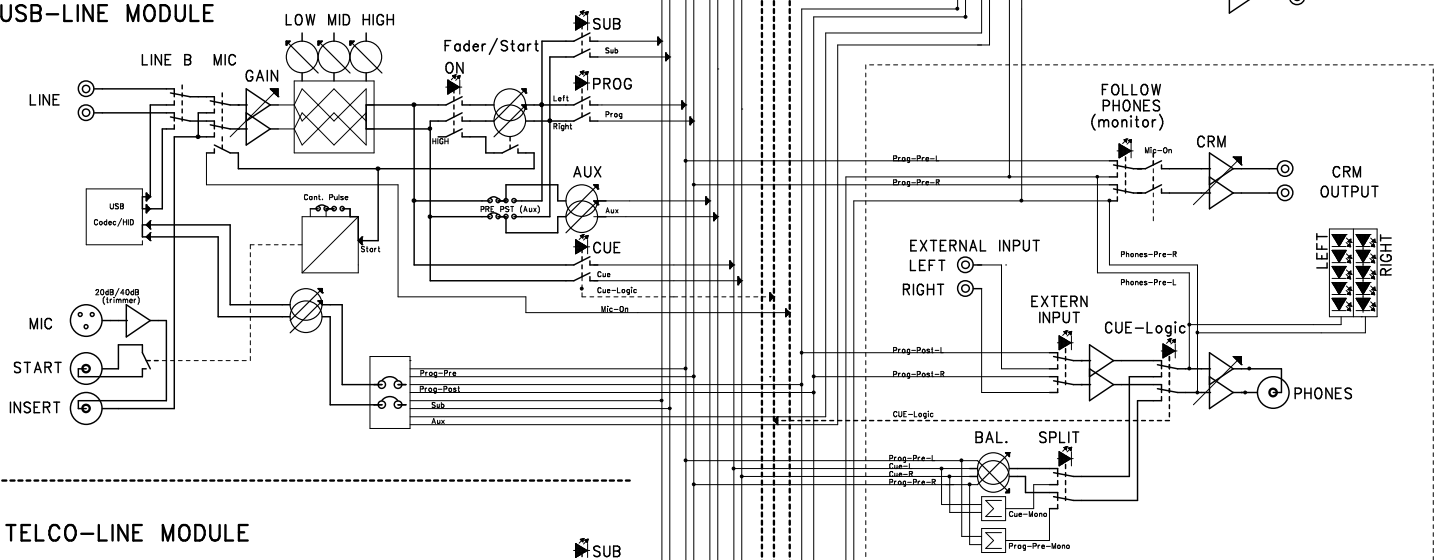 USB-LINE MODULE
LOW MID HIGH
LINE B MIC
GAIN
Fader/Start
ON
SUB
Sub
PROG
LINE
Left
Prog
Right
HIGH
USB
Codec/HID
Cont. Pulse
Start
PRE PST (Aux)
AUX
Aux
CUE
Cue
Cue-Logic
Mic-On
20dB/40dB
(trimmer)
MIC
START
INSERT
Prog-Pre
Prog-Post
Sub
Aux
TELCO-LINE MODULE
SUB
FOLLOW
PHONES
(monitor)
Mic-On
CRM
Prog-Pre-L
Prog-Pre-R
CRM
OUTPUT
EXTERNAL INPUT
LEFT
RIGHT
Phones-Pre-R
Phones-Pre-L
LEFT
RIGHT
EXTERN
INPUT
CUE-Logic
Prog-Post-L
Prog-Post-R
PHONES
CUE-Logic
BAL.
SPLIT
Prog-Pre-L
Cue-L
Cue-R
Prog-Pre-R
Cue-Mono
Prog-Pre-Mono